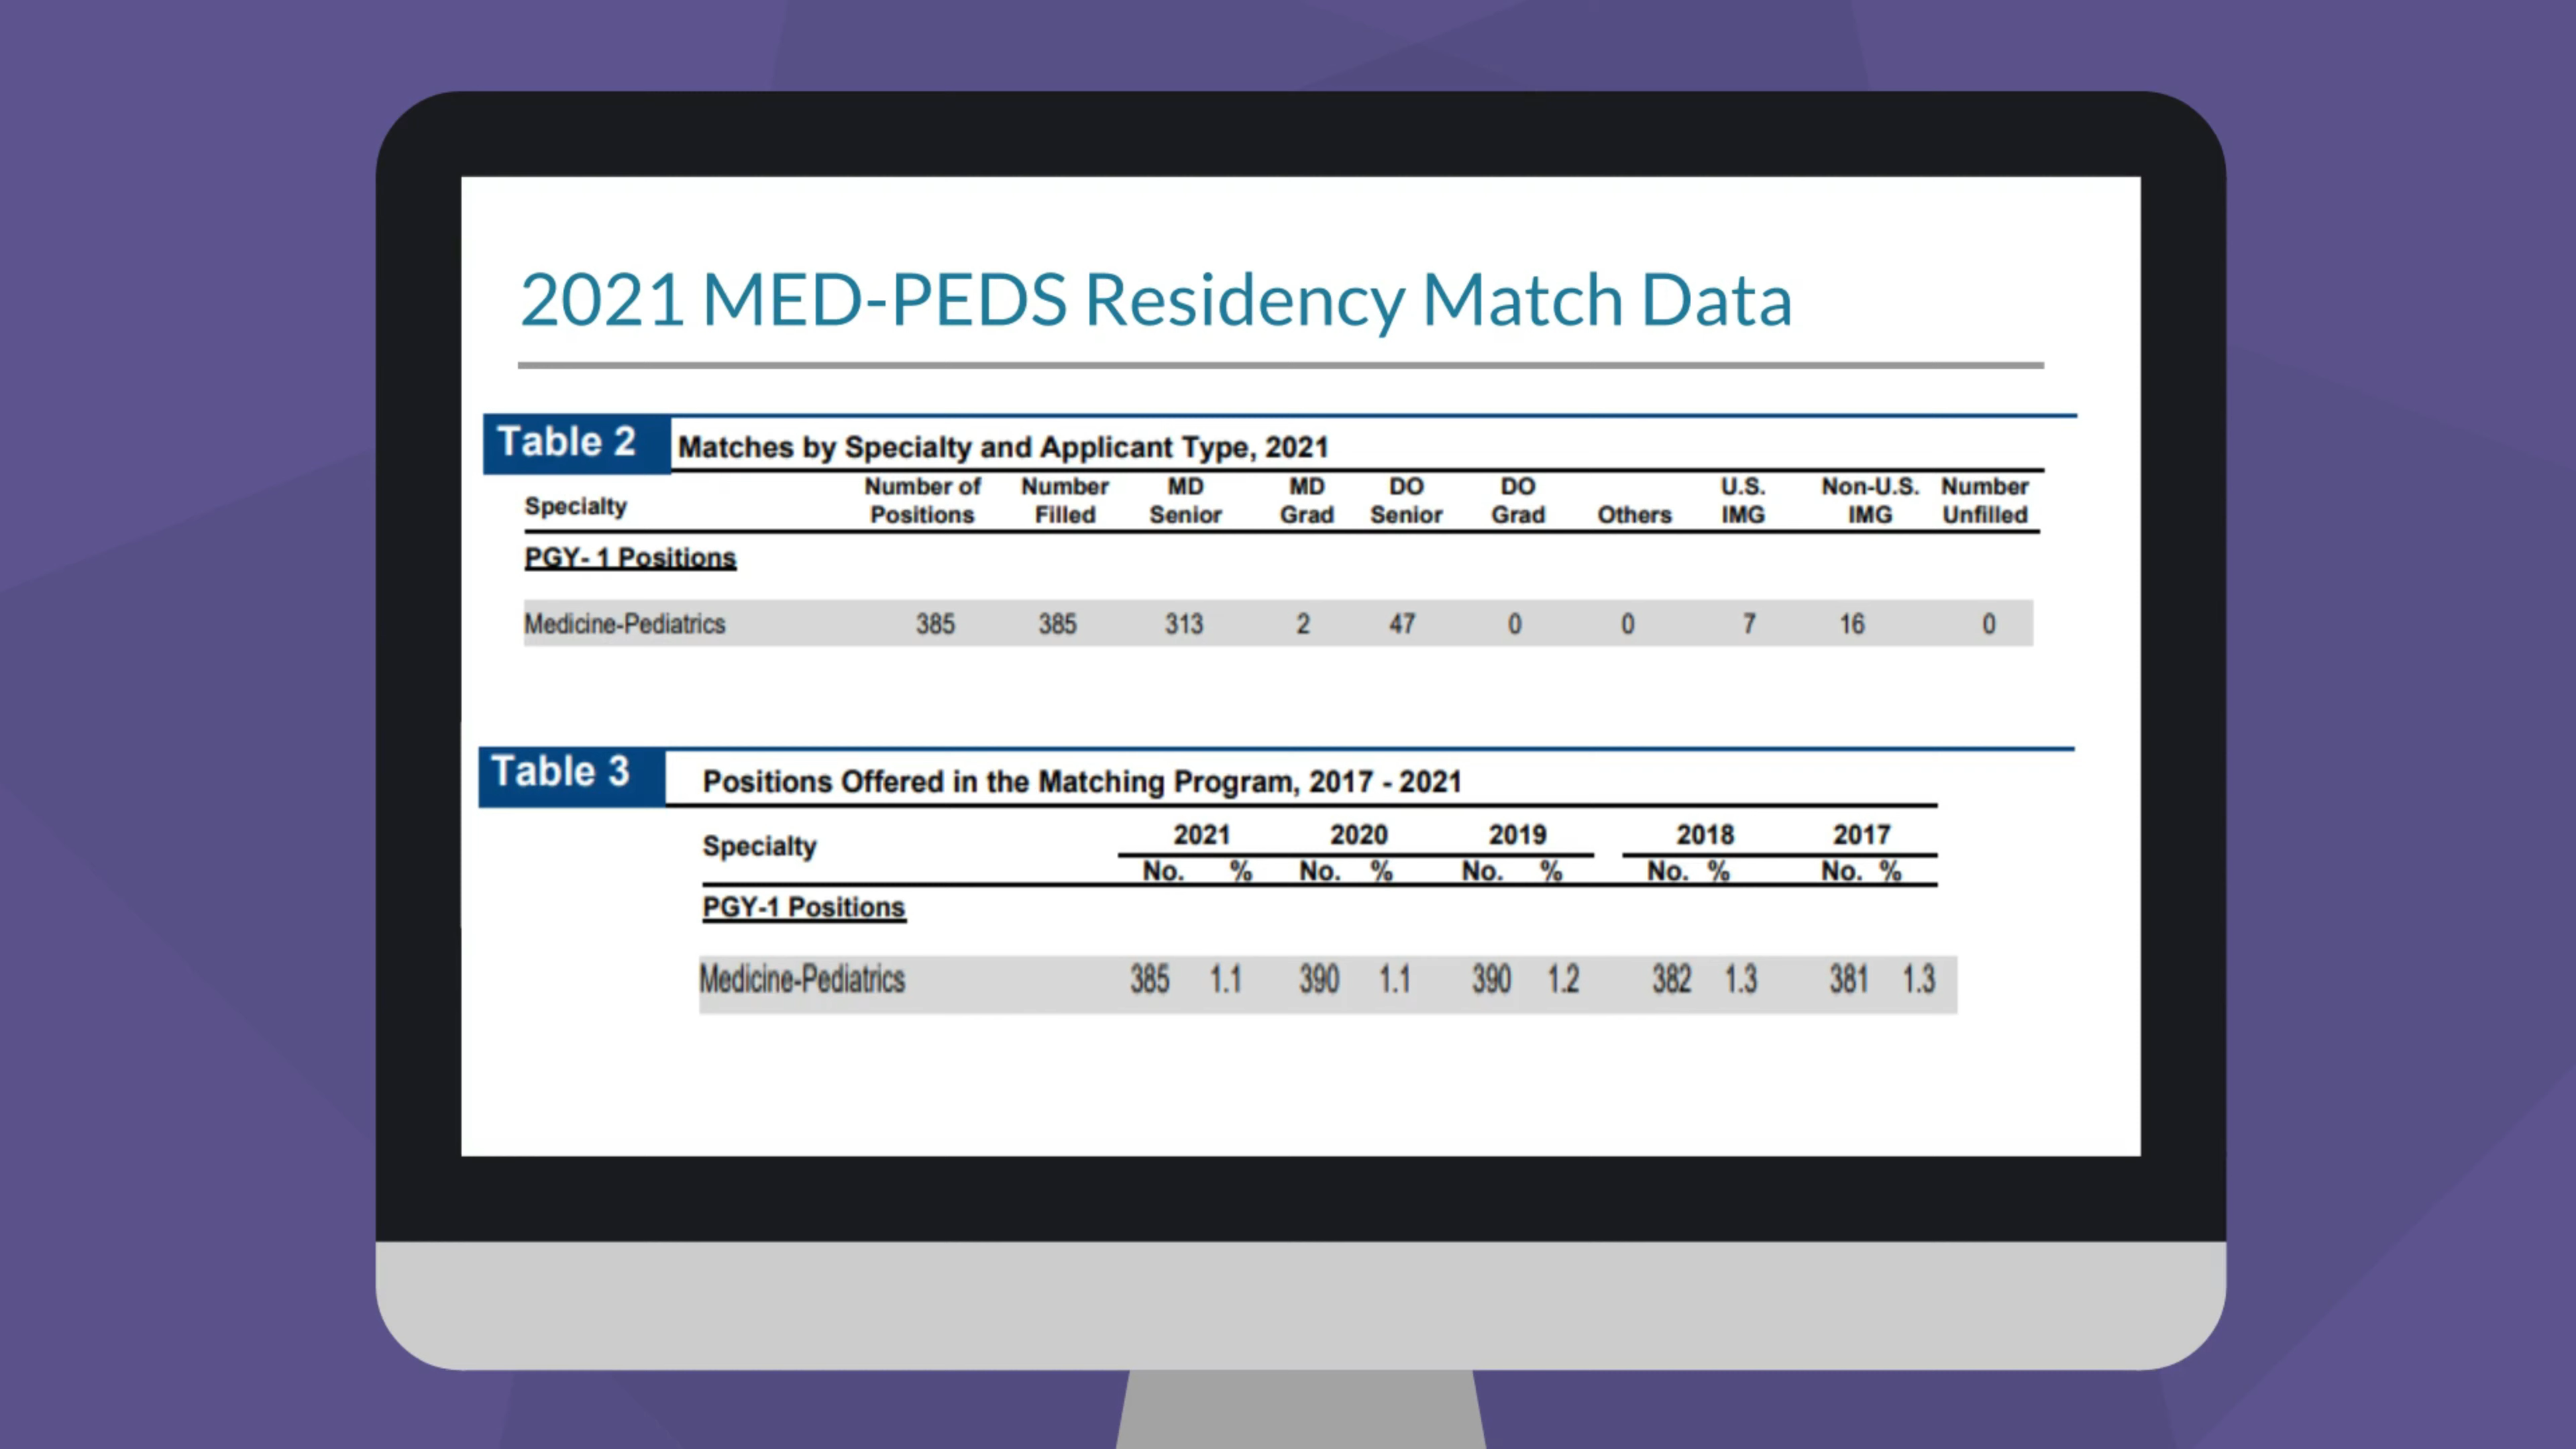 2021 MED-PEDS Residency Match Data
Table 2 Matches by Specialty and Applicant Type, 2021
Specialty Number of Positions Number Filled MD Senior MD Grad DO Senior DO Grad Others U.S. IMG Non-U.S. IMG Number Unfilled
PGY- 1 Positions
Medicine-Pediatrics 385 385 313 2 47 0 0 7 16 0
Table 3 Positions Offered in the Matching Program, 2017 - 2021
Specialty 2021 2020 2019 2018 2017
No. % No. % No. % No. % No. %
PGY-1 Positions
Medicine-Pediatrics 385 1.1 390 1.1 390 1.2 382 1.3 381 1.3